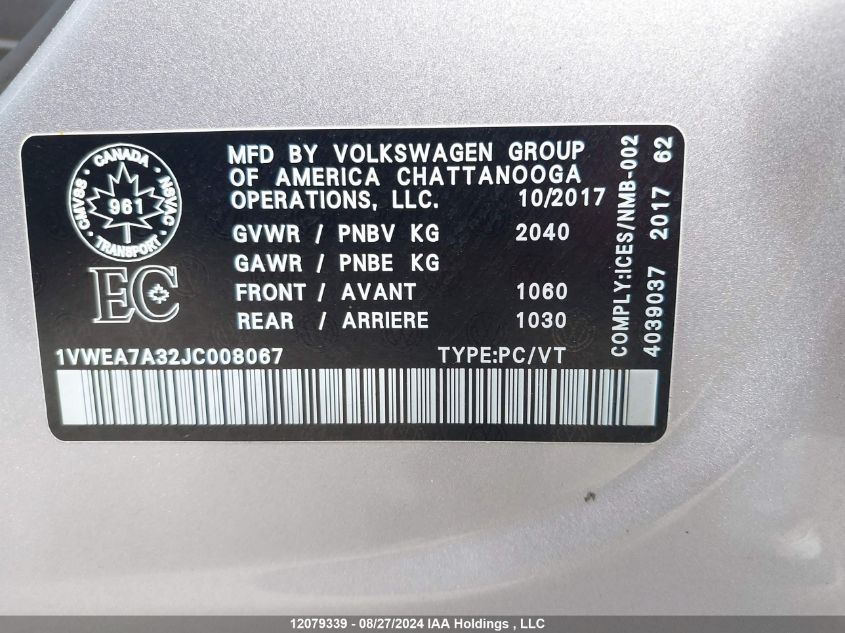 CANADA
CMVSS · NSVAC
961
TRANSPORT
EC
MFD BY VOLKSWAGEN GROUP
OF AMERICA CHATTANOOGA
OPERATIONS, LLC. 10/2017
GVWR / PNBV KG 2040
GAWR / PNBE KG
FRONT / AVANT 1060
REAR / ARRIERE 1030
1VWEA7A32JC008067 TYPE:PC/VT
COMPLY:ICES/NMB-002
4039037 2017 62
12079339 - 08/27/2024 IAA Holdings , LLC